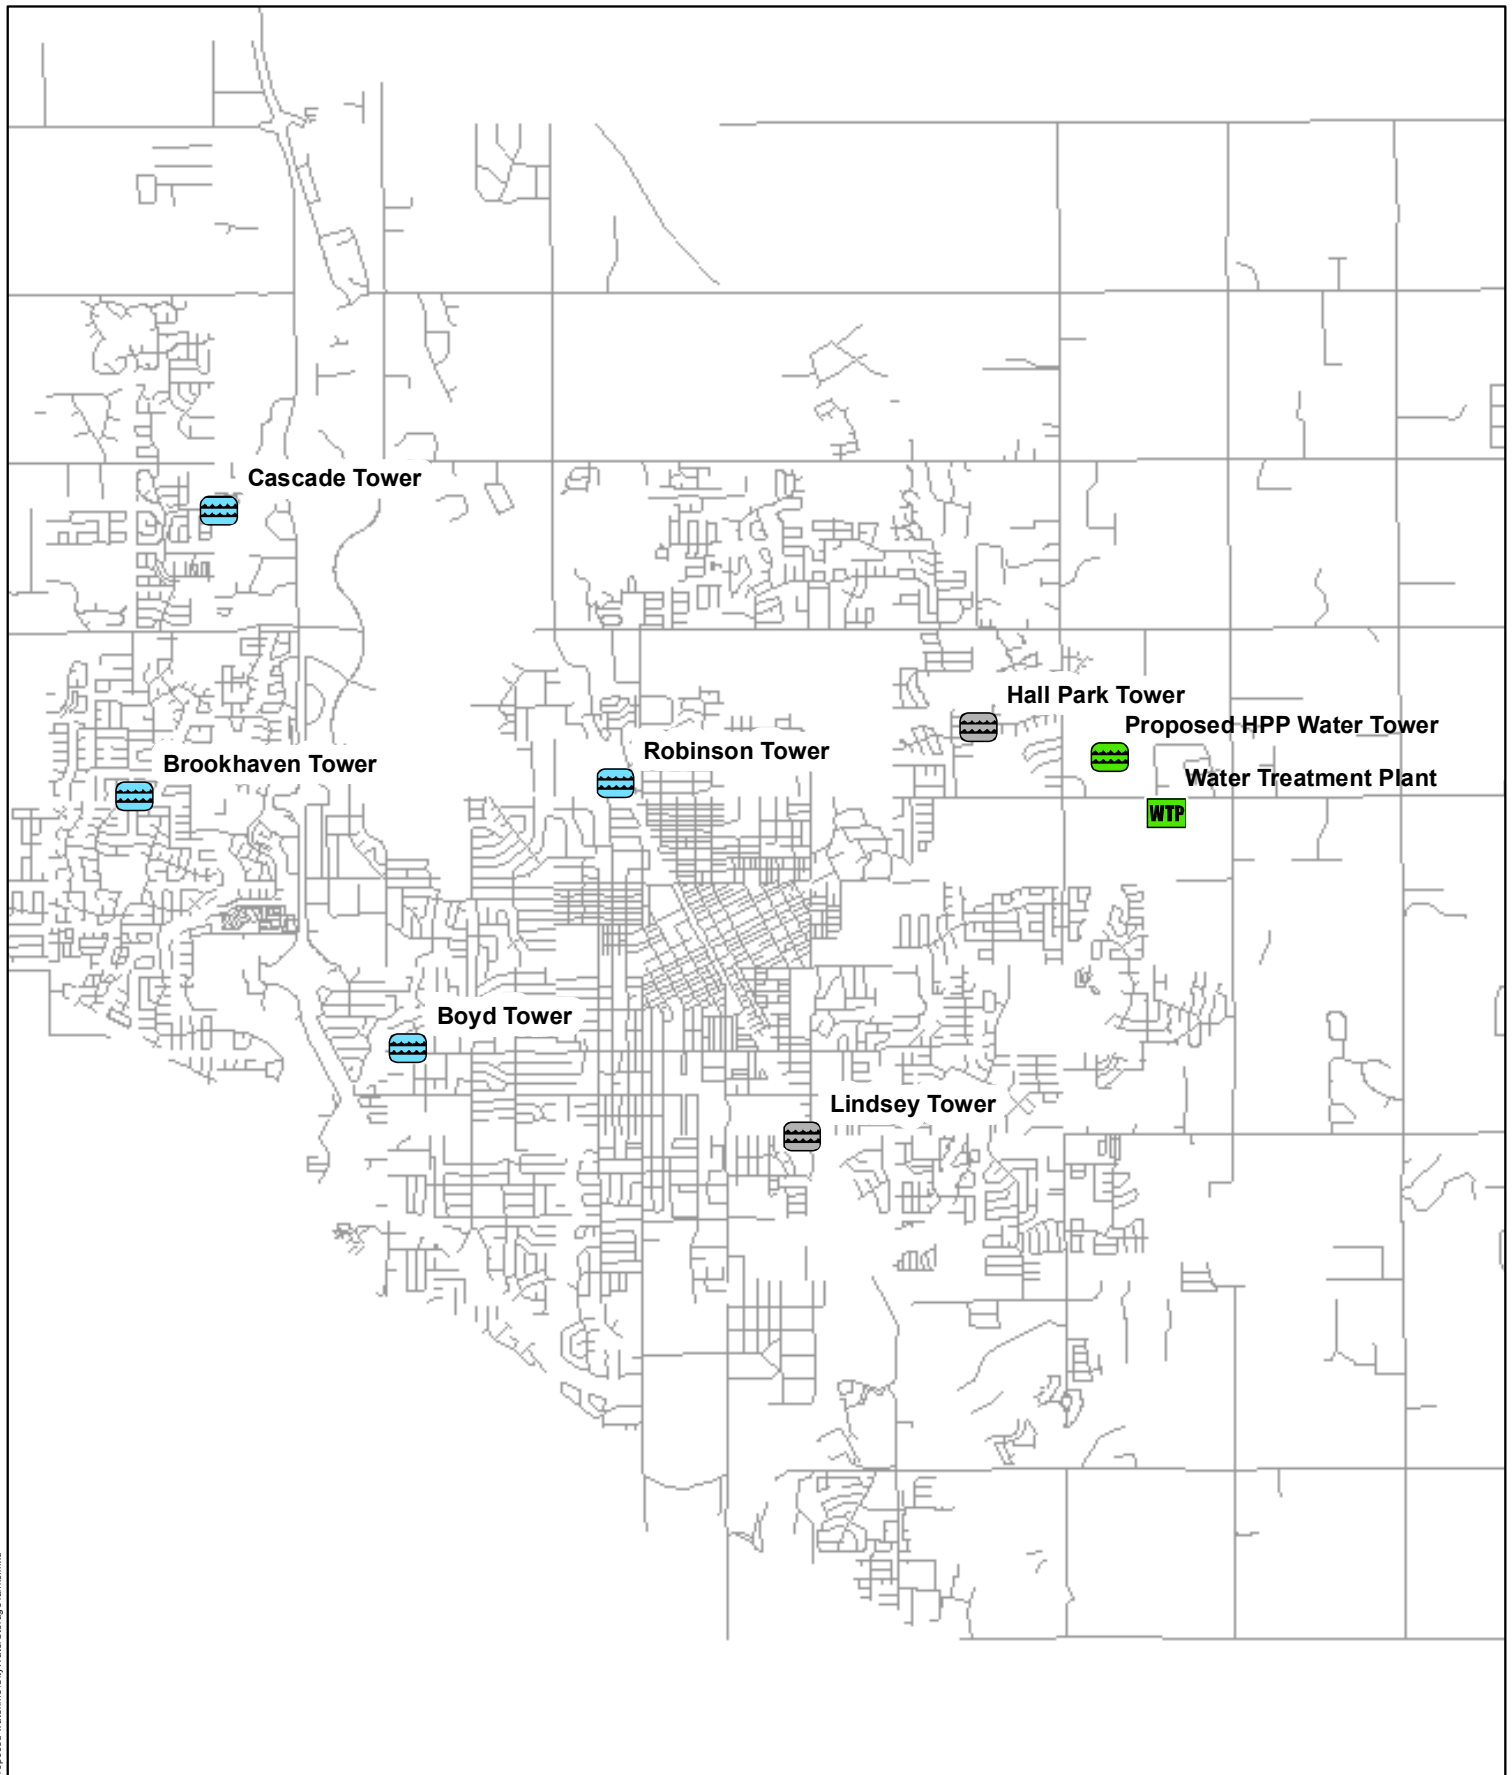 Cascade Tower
Hall Park Tower
Proposed HPP Water Tower
Robinson Tower
Brookhaven Tower
Water Treatment Plant
WTP
Boyd Tower
Lindsey Tower